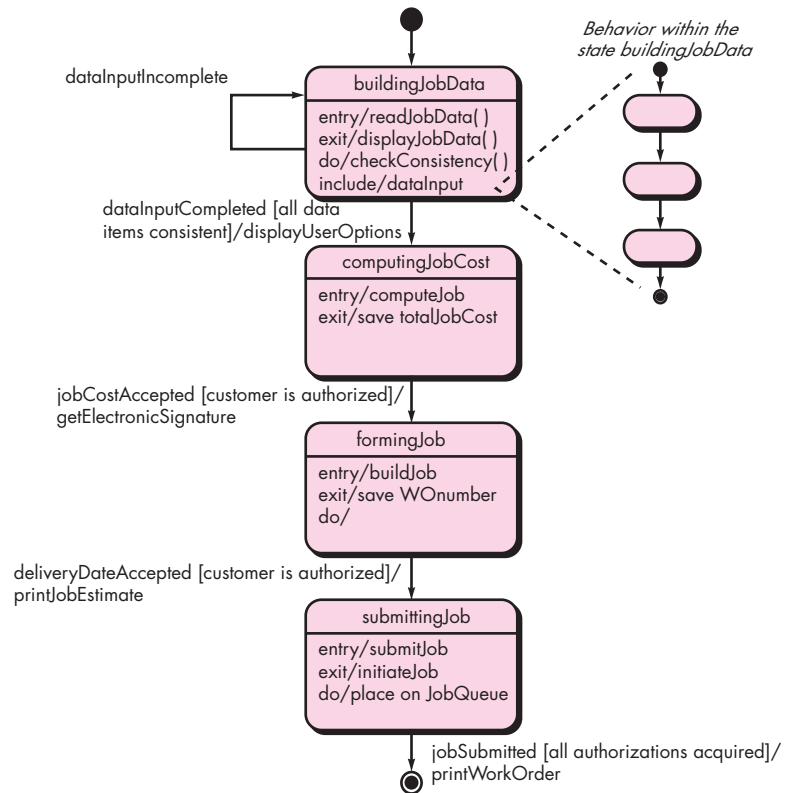 Behavior within the
state buildingJobData
dataInputIncomplete
buildingJobData
entry/readJobData( )
exit/displayJobData( )
do/checkConsistency( )
include/dataInput
dataInputCompleted [all data
items consistent]/displayUserOptions
computingJobCost
entry/computeJob
exit/save totalJobCost
jobCostAccepted [customer is authorized]/
getElectronicSignature
formingJob
entry/buildJob
exit/save WOnumber
do/
deliveryDateAccepted [customer is authorized]/
printJobEstimate
submittingJob
entry/submitJob
exit/initiateJob
do/place on JobQueue
jobSubmitted [all authorizations acquired]/
printWorkOrder